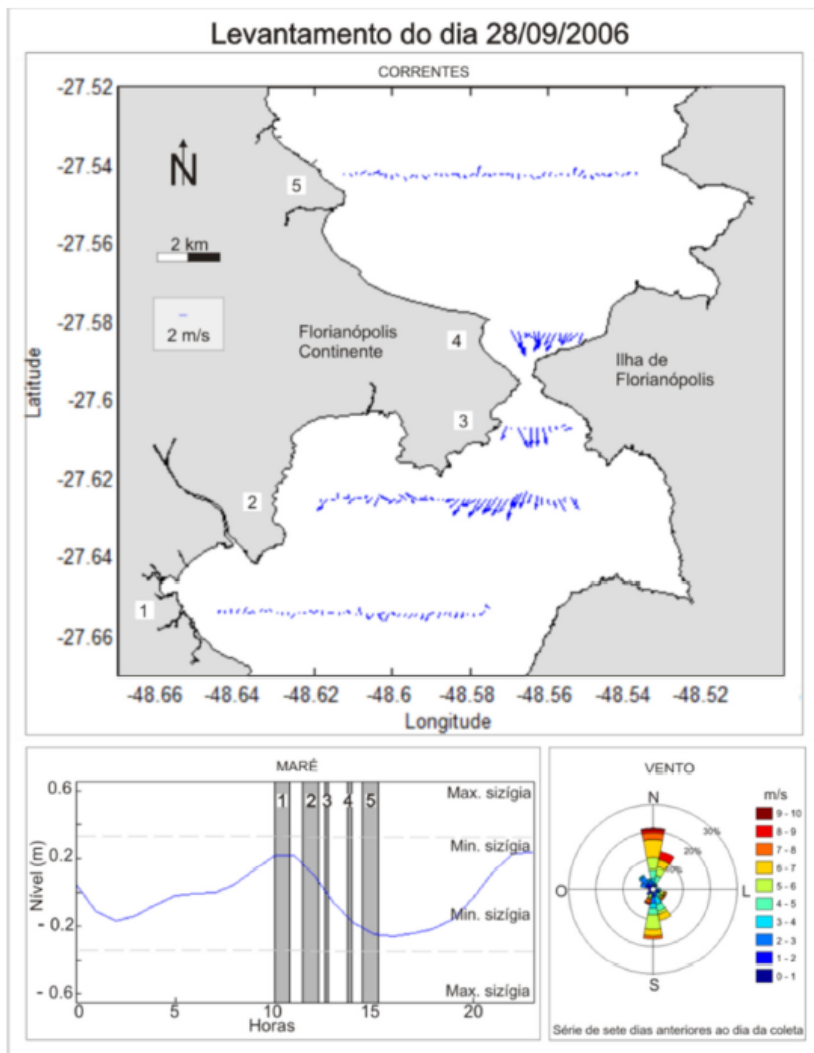 Levantamento do dia 28/09/2006
CORRENTES
-27.52
-27.54
-27.56
-27.58
-27.6
-27.62
-27.64
-27.66
Latitude
N
2 km
2 m/s
5
Florianópolis
Continente
4
Ilha de
Florianópolis
3
2
1
-48.66 -48.64 -48.62 -48.6 -48.58 -48.56 -48.54 -48.52
Longitude
MARÉ
0.6
0.2
- 0.2
- 0.6
Nível (m)
1 2 3 4 5
Max. sizígia
Min. sizígia
Min. sizígia
Max. sizígia
0 5 10 15 20
Horas
VENTO
N
O
L
S
30%
20%
10%
m/s
9 - 10
8 - 9
7 - 8
6 - 7
5 - 6
4 - 5
3 - 4
2 - 3
1 - 2
0 - 1
Série de sete dias anteriores ao dia da coleta